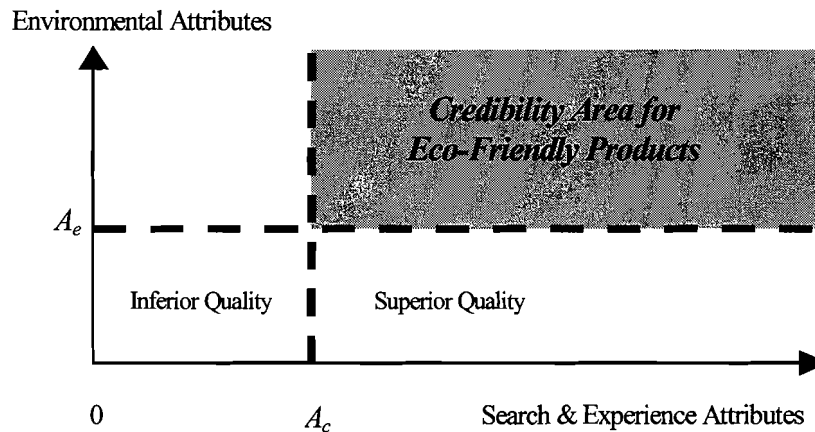 Environmental Attributes
Credibility Area for
Eco-Friendly Products
A_e
Inferior Quality Superior Quality
0 A_c Search & Experience Attributes